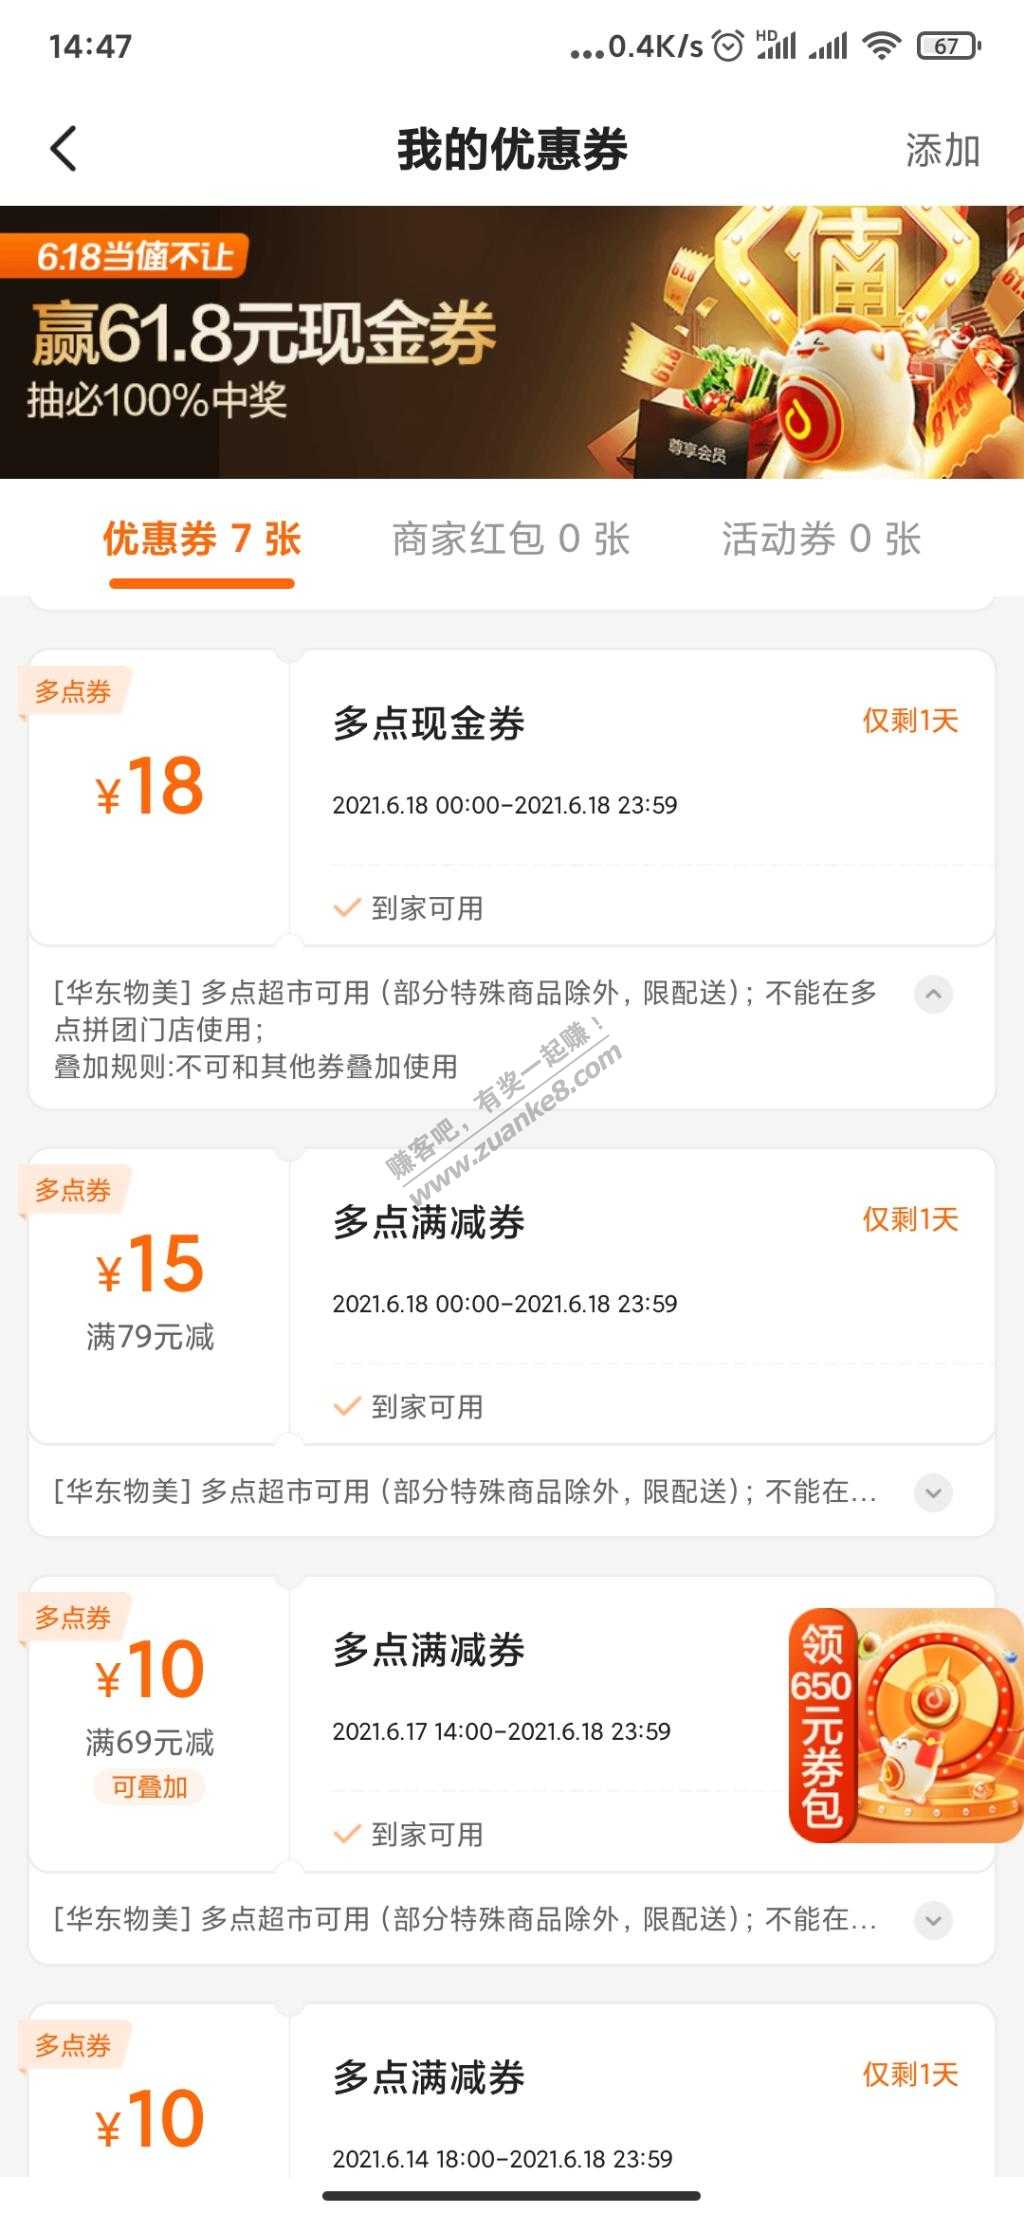 14:47
...0.4K/s HD 67
我的优惠券
添加
6.18当価不让
赢61.8元现金券
抽必100%中奖
価
61.8
61.8
尊享会员
优惠券 7 张
商家红包 0 张
活动券 0 张
多点券
¥18
多点现金券
仅剩1天
2021.6.18 00:00-2021.6.18 23:59
到家可用
[华东物美] 多点超市可用（部分特殊商品除外，限配送）；不能在多
点拼团门店使用；
叠加规则:不可和其他券叠加使用
赚客吧，有奖一起赚！
www.zuanke8.com
多点券
¥15
满79元减
多点满减券
仅剩1天
2021.6.18 00:00-2021.6.18 23:59
到家可用
[华东物美] 多点超市可用（部分特殊商品除外，限配送）；不能在...
多点券
¥10
满69元减
可叠加
多点满减券
2021.6.17 14:00-2021.6.18 23:59
到家可用
领
650
元
券
包
[华东物美] 多点超市可用（部分特殊商品除外，限配送）；不能在...
多点券
¥10
多点满减券
仅剩1天
2021.6.14 18:00-2021.6.18 23:59